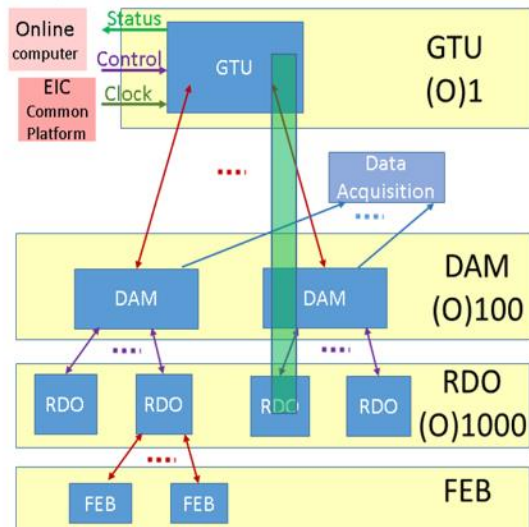 Status
Online
computer
Control
EIC
Common
Platform
Clock
GTU
GTU
(O)1
Data
Acquisition
DAM
DAM
DAM
(O)100
RDO
RDO
RDO
RDO
RDO
(O)1000
FEB
FEB
FEB